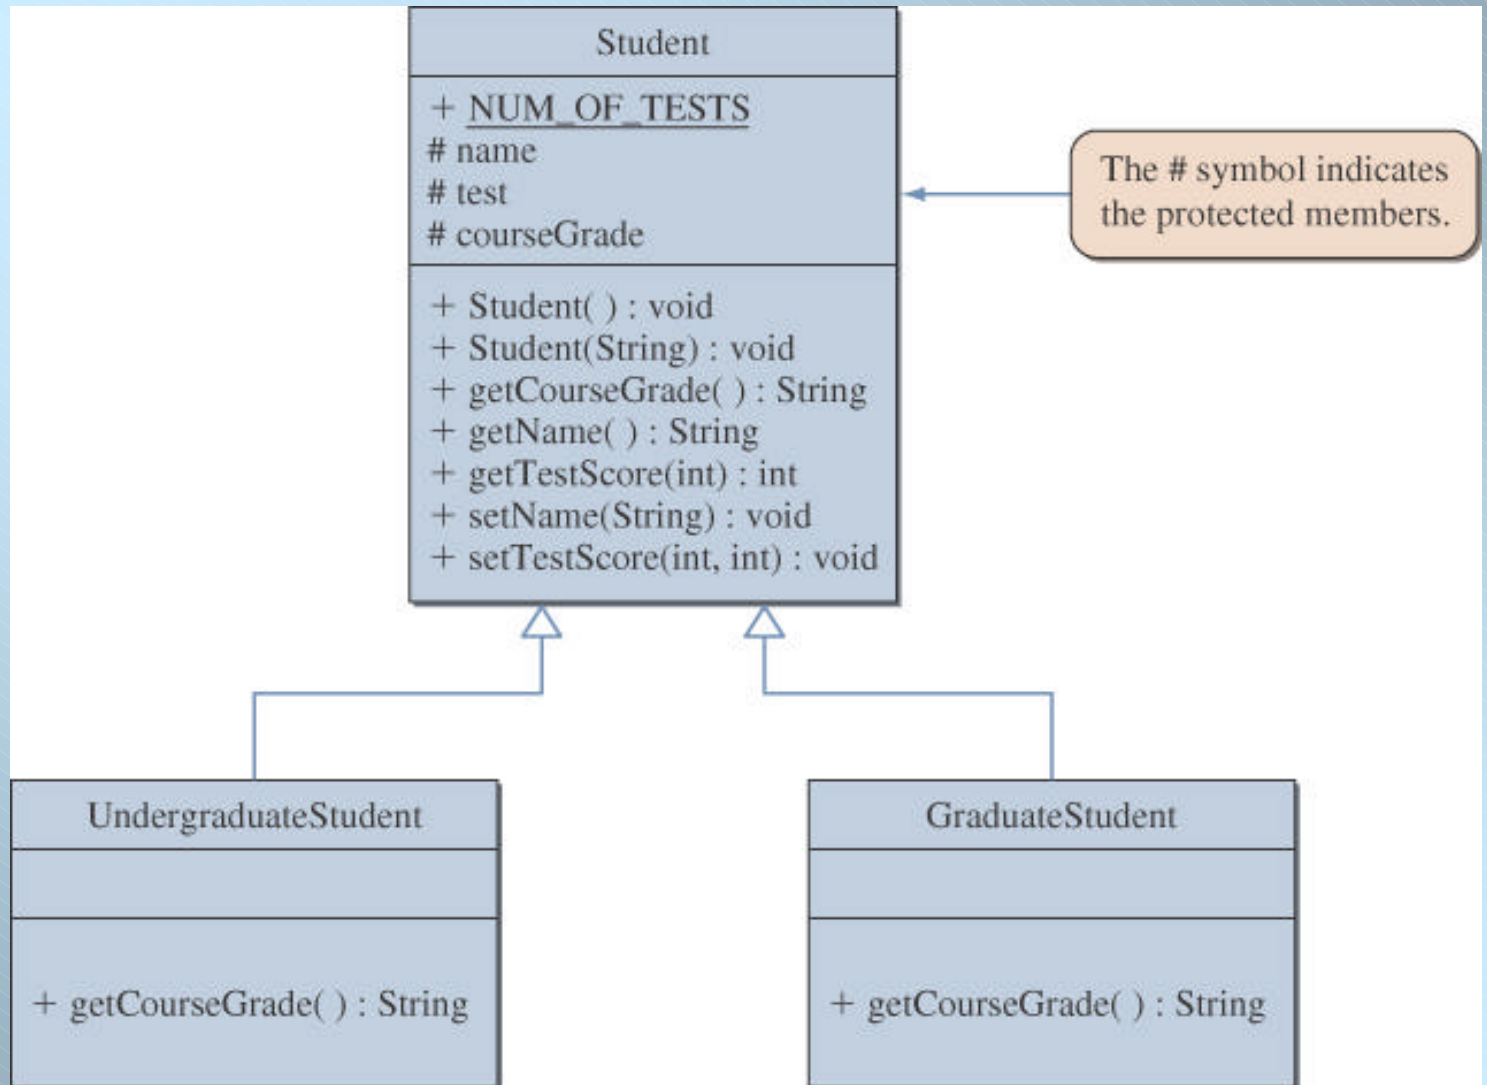 Student
+ NUM_OF_TESTS
# name
# test
# courseGrade
The # symbol indicates
the protected members.
+ Student( ) : void
+ Student(String) : void
+ getCourseGrade( ) : String
+ getName( ) : String
+ getTestScore(int) : int
+ setName(String) : void
+ setTestScore(int, int) : void
UndergraduateStudent
+ getCourseGrade( ) : String
GraduateStudent
+ getCourseGrade( ) : String